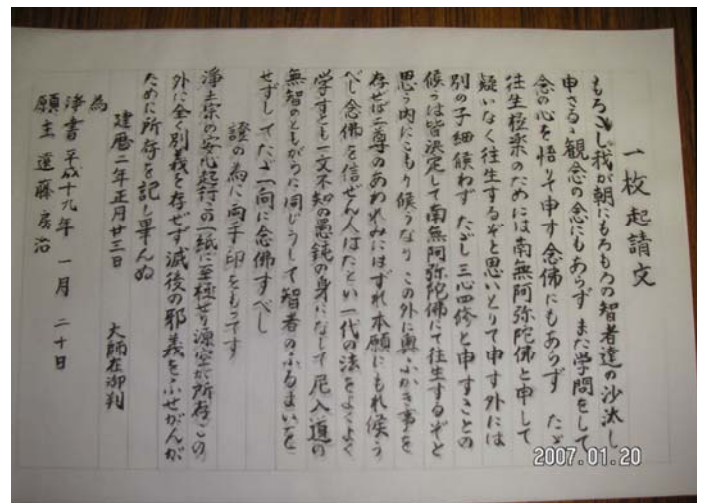 一枚起請文
もろこし我が朝にもろもろの智者達の沙汰し
申さるゝ観念の念にもあらず また学問をして
念の心を悟りて申す念佛にもあらず たゞ
往生極楽のためには南無阿弥陀佛と申して
疑いなく往生するぞと思いとりて申す外には
別の子細候わず たゞし三心四修と申すことの
候うは皆決定して南無阿弥陀佛にて往生するぞと
思う内にこもり候うなり この外に奥ふかき事を
存ぜば二尊のあわれみにはずれ本願にもれ候う
べし 念佛を信ぜん人はたとい一代の法をよくよく
学すとも一文不知の愚鈍の身になして 尼入道の
無智のともがらに同じうして智者のふるまいを
せずしてたゞ一向に念佛すべし
證の為に両手印をもってす
浄土宗の安心起行この一紙に至極せり源空が所存この
外に全く別義を存ぜず 滅後の邪義をふせがんが
ために所存を記し畢んぬ
建暦二年正月廿三日 大師在御判
為
浄書 平成十九年 一月 二十日
願主 遠藤房治
2007.01.20